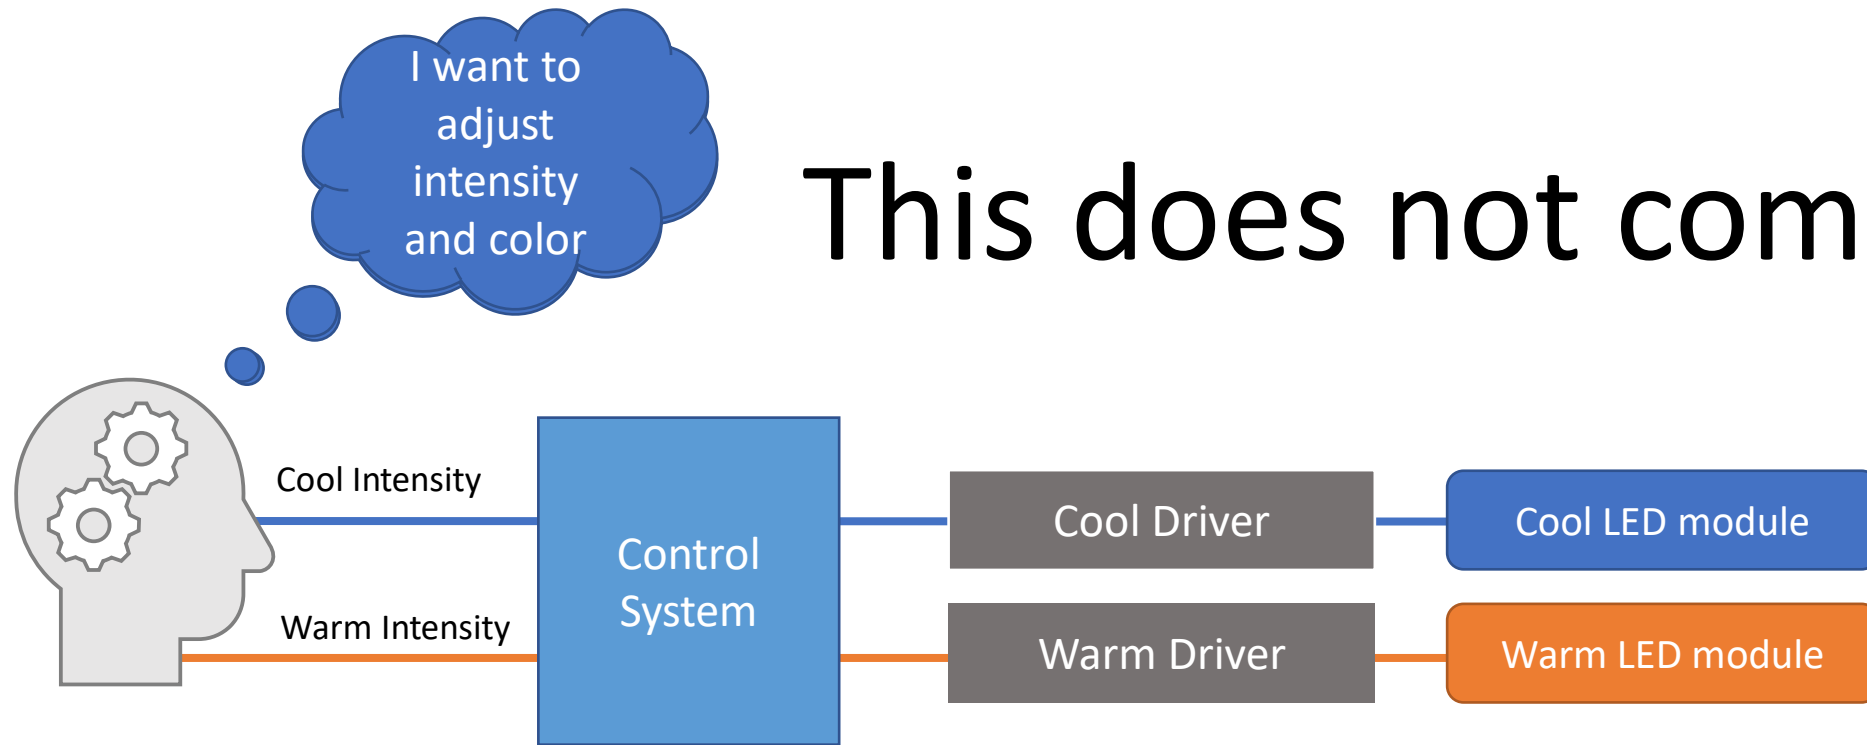 I want to
adjust
intensity
and color
This does not com
Cool Intensity
Warm Intensity
Control
System
Cool Driver
Cool LED module
Warm Driver
Warm LED module